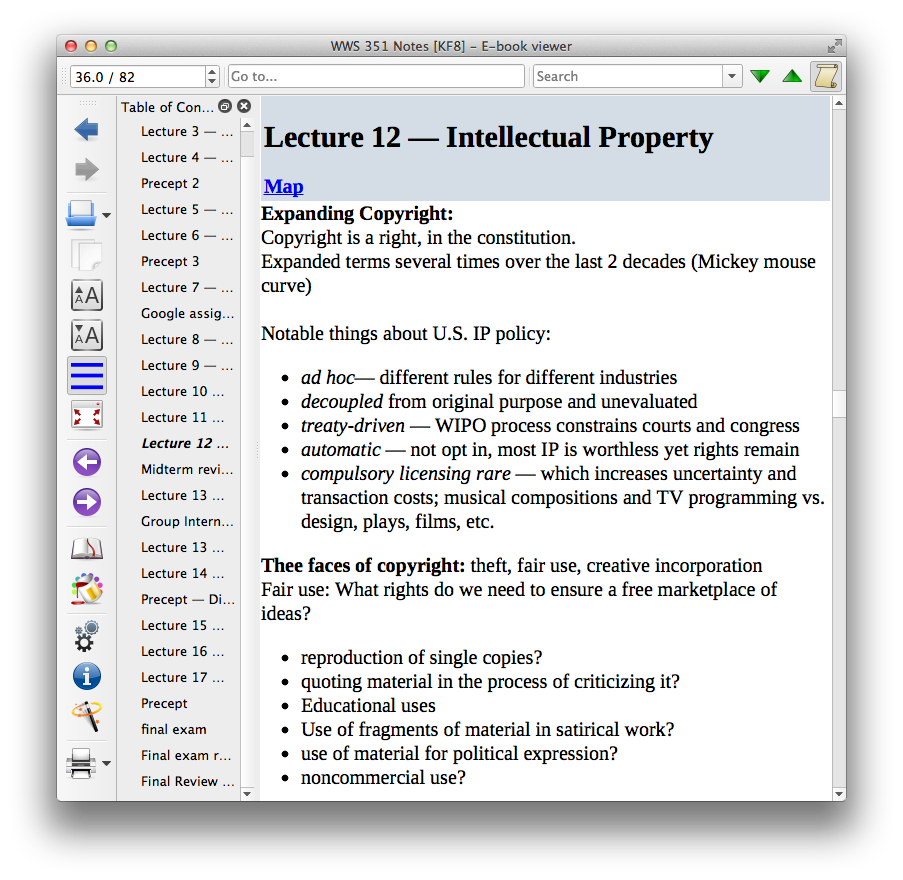 WWS 351 Notes [KF8] – E-book viewer
36.0 / 82
Go to...
Search
Table of Con...
Lecture 3 — ...
Lecture 4 — ...
Precept 2
Lecture 5 — ...
Lecture 6 — ...
Precept 3
Lecture 7 — ...
Google assig...
Lecture 8 — ...
Lecture 9 — ...
Lecture 10 ...
Lecture 11 ...
Lecture 12 ...
Midterm revi...
Lecture 13 ...
Group Intern...
Lecture 13 ...
Lecture 14 ...
Precept — Di...
Lecture 15 ...
Lecture 16 ...
Lecture 17 ...
Precept
final exam
Final exam r...
Final Review ...
Lecture 12 — Intellectual Property
Map
Expanding Copyright:
Copyright is a right, in the constitution.
Expanded terms several times over the last 2 decades (Mickey mouse
curve)
Notable things about U.S. IP policy:
• ad hoc— different rules for different industries
• decoupled from original purpose and unevaluated
• treaty-driven — WIPO process constrains courts and congress
• automatic — not opt in, most IP is worthless yet rights remain
• compulsory licensing rare — which increases uncertainty and
transaction costs; musical compositions and TV programming vs.
design, plays, films, etc.
Thee faces of copyright: theft, fair use, creative incorporation
Fair use: What rights do we need to ensure a free marketplace of
ideas?
• reproduction of single copies?
• quoting material in the process of criticizing it?
• Educational uses
• Use of fragments of material in satirical work?
• use of material for political expression?
• noncommercial use?